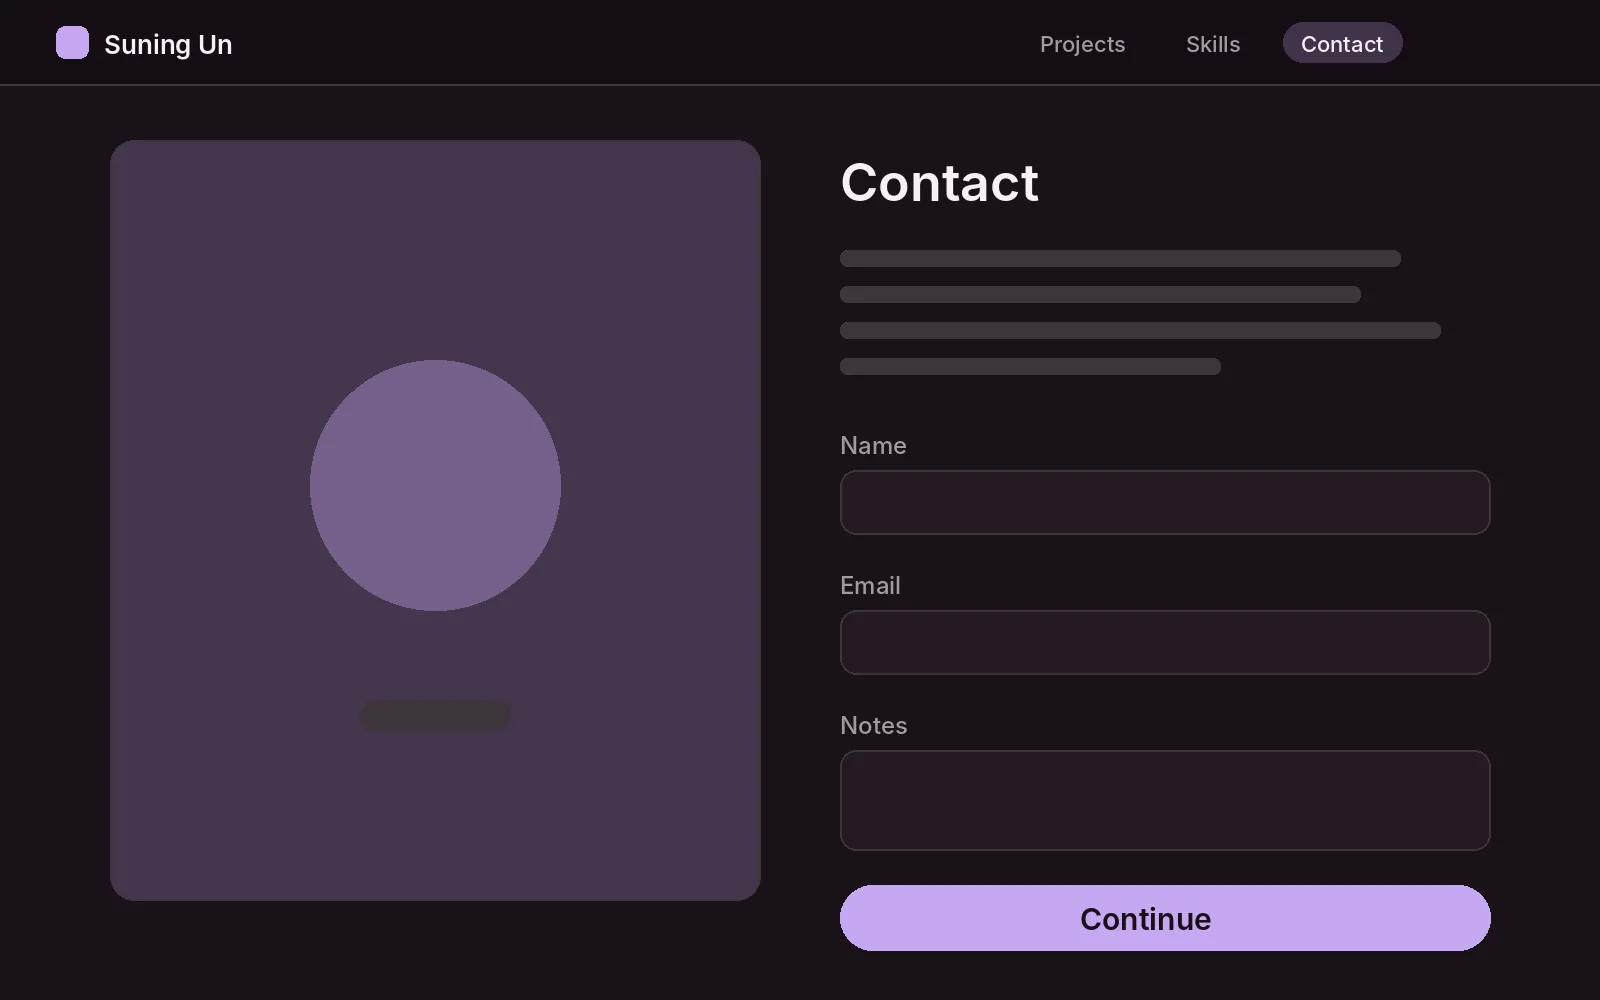 Suning Un
Projects
Skills
Contact
Contact
Name
Email
Notes
Continue